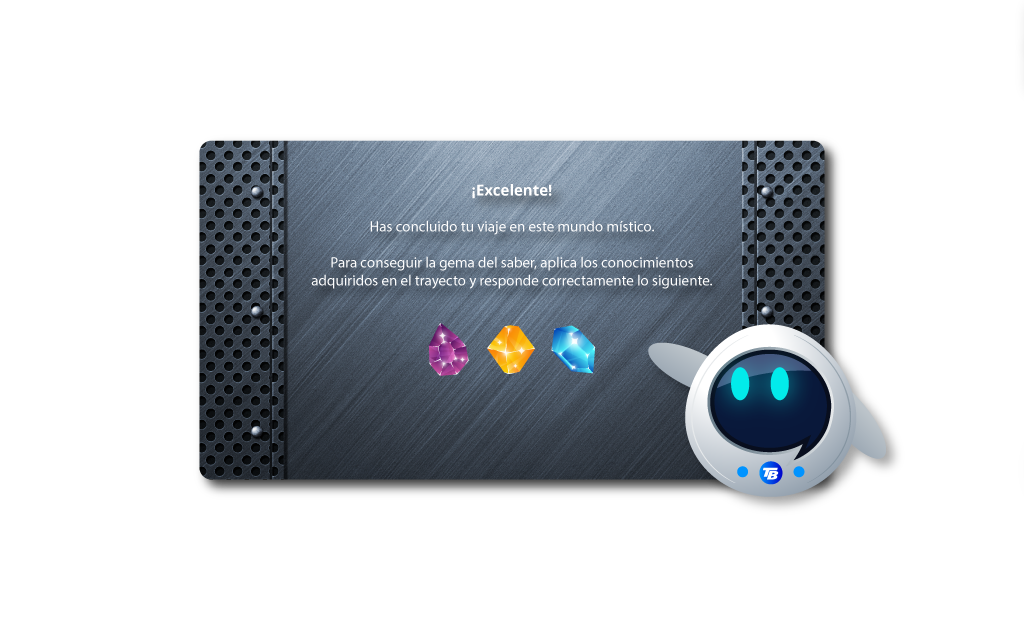 ¡Excelente!
Has concluido tu viaje en este mundo místico.
Para conseguir la gema del saber, aplica los conocimientos
adquiridos en el trayecto y responde correctamente lo siguiente.
TB